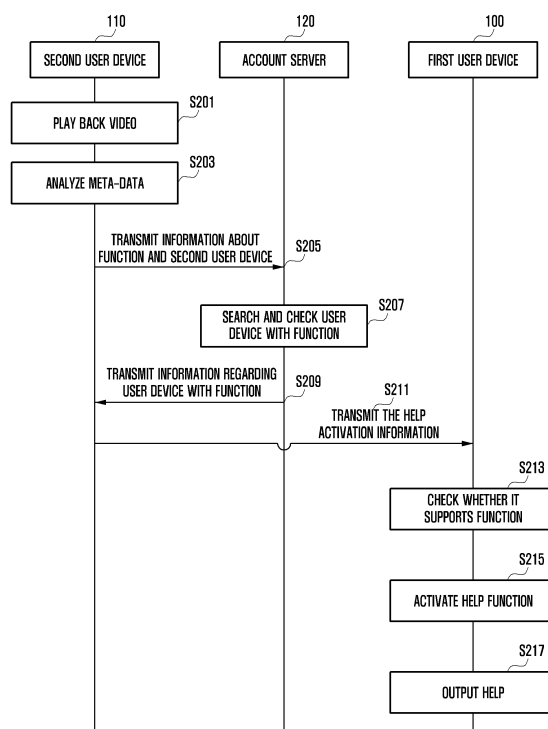 110
120
100
SECOND USER DEVICE
ACCOUNT SERVER
FIRST USER DEVICE
S201
PLAY BACK VIDEO
S203
ANALYZE META-DATA
TRANSMIT INFORMATION ABOUT
FUNCTION AND SECOND USER DEVICE
S205
S207
SEARCH AND CHECK USER
DEVICE WITH FUNCTION
TRANSMIT INFORMATION REGARDING
USER DEVICE WITH FUNCTION
S209
S211
TRANSMIT THE HELP
ACTIVATION INFORMATION
S213
CHECK WHETHER IT
SUPPORTS FUNCTION
S215
ACTIVATE HELP FUNCTION
S217
OUTPUT HELP